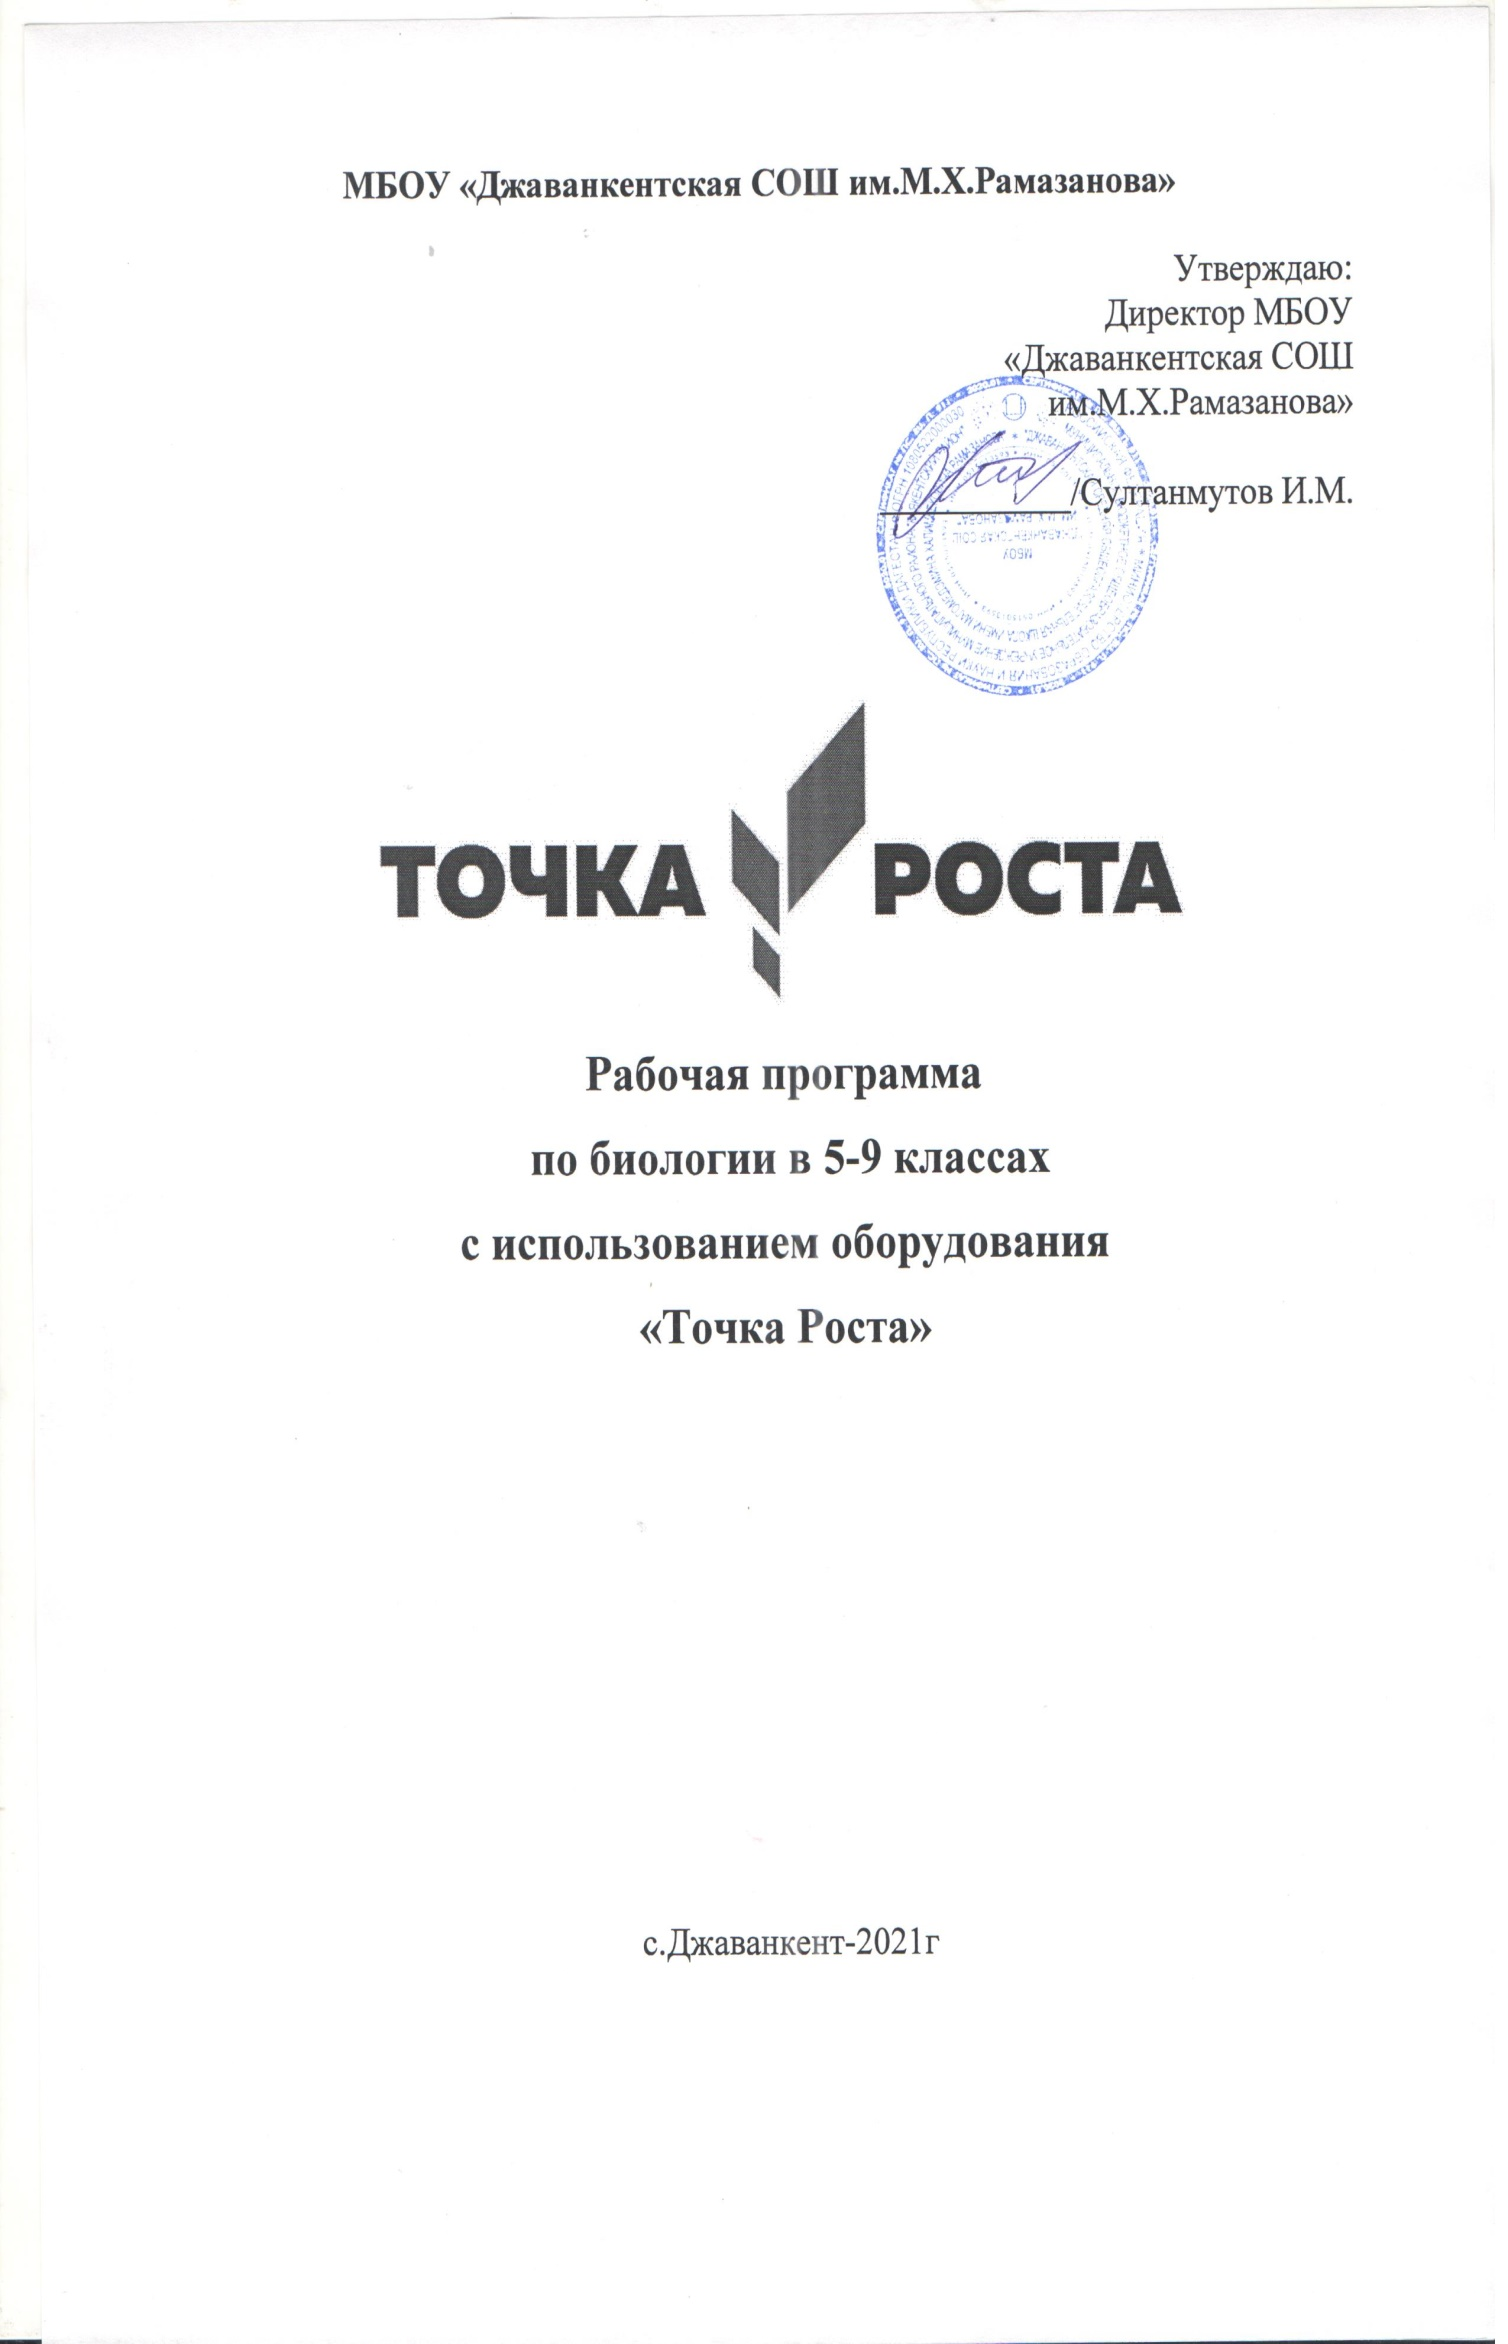 МБОУ «Джаванкентская СОШ им.М.Х.Рамазанова»
Утверждаю:
Директор МБОУ
«Джаванкентская СОШ
им.М.Х.Рамазанова»
/Султанмутов И.М.
МБОУ
ТОЧКА РОСТА
Рабочая программа
по биологии в 5-9 классах
с использованием оборудования
«Точка Роста»
с.Джаванкент-2021г